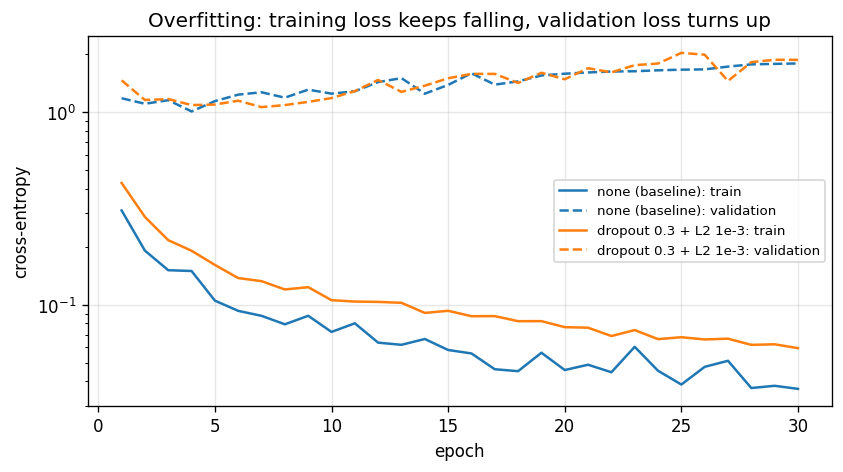 Overfitting: training loss keeps falling, validation loss turns up
cross-entropy
10⁰
10⁻¹
none (baseline): train
none (baseline): validation
dropout 0.3 + L2 1e-3: train
dropout 0.3 + L2 1e-3: validation
0 5 10 15 20 25 30
epoch